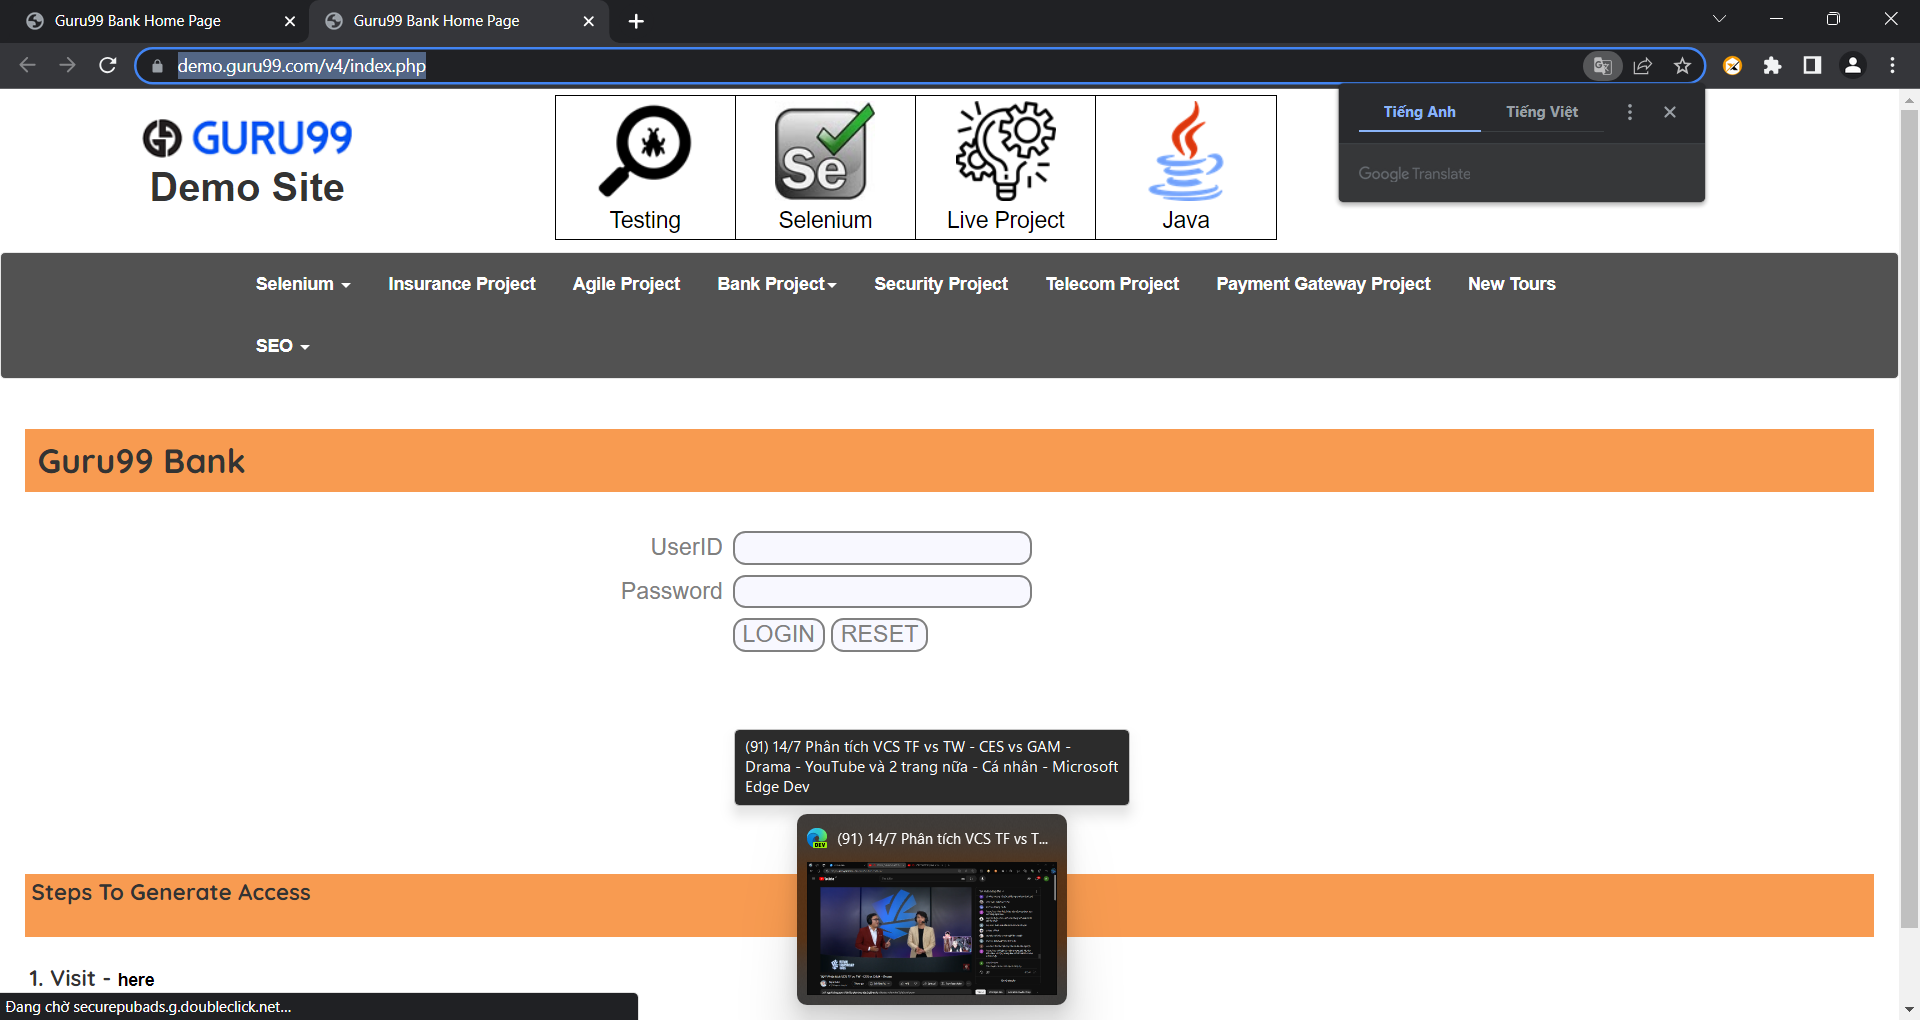 Guru99 Bank Home Page
Guru99 Bank Home Page
demo.guru99.com/v4/index.php
Tiếng Anh
Tiếng Việt
Google Translate
GURU99
Demo Site
Testing
Se
Selenium
Live Project
Java
Selenium
Insurance Project
Agile Project
Bank Project
Security Project
Telecom Project
Payment Gateway Project
New Tours
SEO
Guru99 Bank
UserID
Password
LOGIN
RESET
(91) 14/7 Phân tích VCS TF vs TW - CES vs GAM -
Drama - YouTube và 2 trang nữa - Cá nhân - Microsoft
Edge Dev
DEV
(91) 14/7 Phân tích VCS TF vs T...
Steps To Generate Access
1. Visit - here
Đang chờ securepubads.g.doubleclick.net...